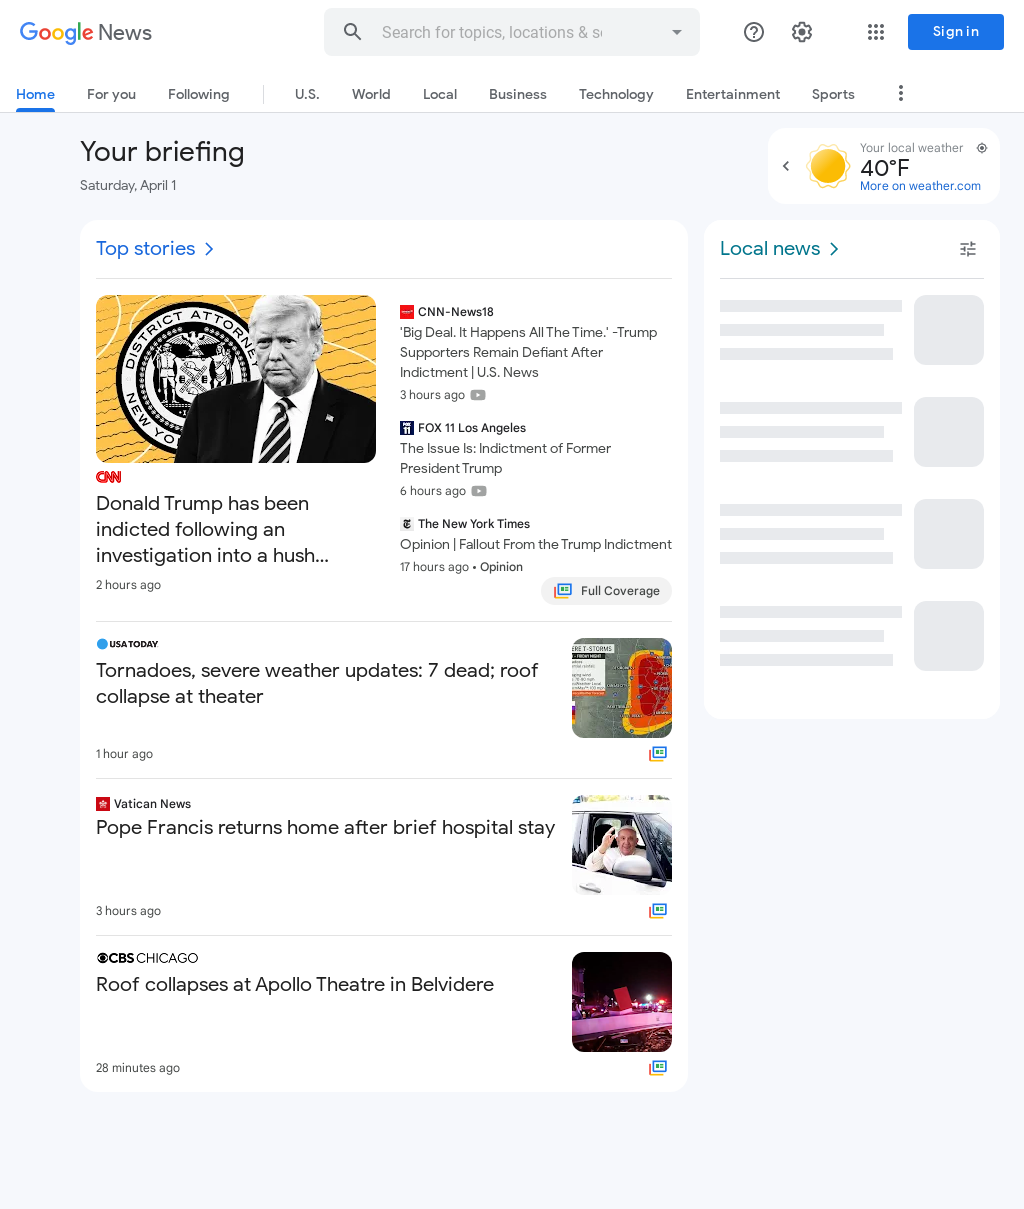 Google News
Search for topics, locations & so
Sign in
Home For you Following U.S. World Local Business Technology Entertainment Sports
Your briefing
Saturday, April 1
Your local weather
40°F
More on weather.com
Top stories
DISTRICT ATTORNEY
NEW YORK
CNN
Donald Trump has been
indicted following an
investigation into a hush...
2 hours ago
CNN-News18
'Big Deal. It Happens All The Time.' -Trump
Supporters Remain Defiant After
Indictment | U.S. News
3 hours ago
FOX 11 Los Angeles
The Issue Is: Indictment of Former
President Trump
6 hours ago
The New York Times
Opinion | Fallout From the Trump Indictment
17 hours ago • Opinion
Full Coverage
USA TODAY
Tornadoes, severe weather updates: 7 dead; roof
collapse at theater
1 hour ago
Vatican News
Pope Francis returns home after brief hospital stay
3 hours ago
CBS CHICAGO
Roof collapses at Apollo Theatre in Belvidere
28 minutes ago
Local news